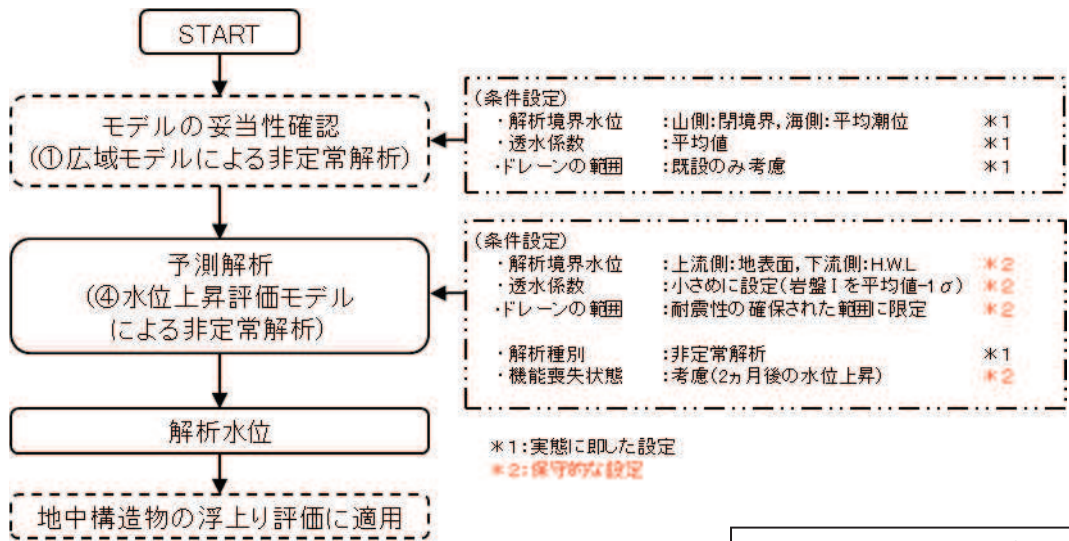 START
モデルの妥当性確認
(①広域モデルによる非定常解析)
(条件設定)
・解析境界水位 :山側:閉境界,海側:平均潮位 *1
・透水係数 :平均値 *1
・ドレーンの範囲 :既設のみ考慮 *1
予測解析
(④水位上昇評価モデル
による非定常解析)
(条件設定)
・解析境界水位 :上流側:地表面,下流側:H.W.L *2
・透水係数 :小さめに設定(岩盤Ⅰを平均値-1σ) *2
・ドレーンの範囲 :耐震性の確保された範囲に限定 *2
・解析種別 :非定常解析 *1
・機能喪失状態 :考慮(2ヵ月後の水位上昇) *2
解析水位
*1:実態に即した設定
*2:保守的な設定
地中構造物の浮上り評価に適用